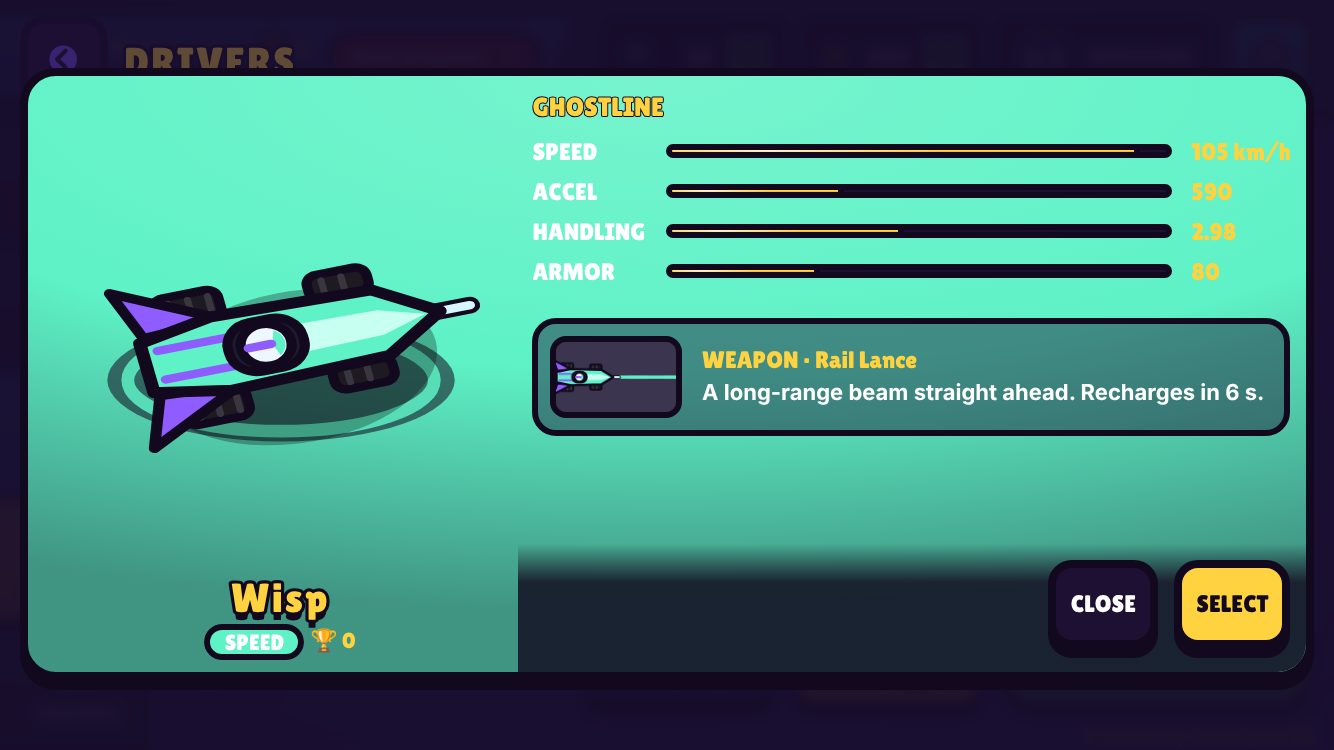 DRIVERS
GHOSTLINE
SPEED 105 km/h
ACCEL 590
HANDLING 2.98
ARMOR 80
WEAPON · Rail Lance
A long-range beam straight ahead. Recharges in 6 s.
Wisp
SPEED 🏆 0
CLOSE SELECT